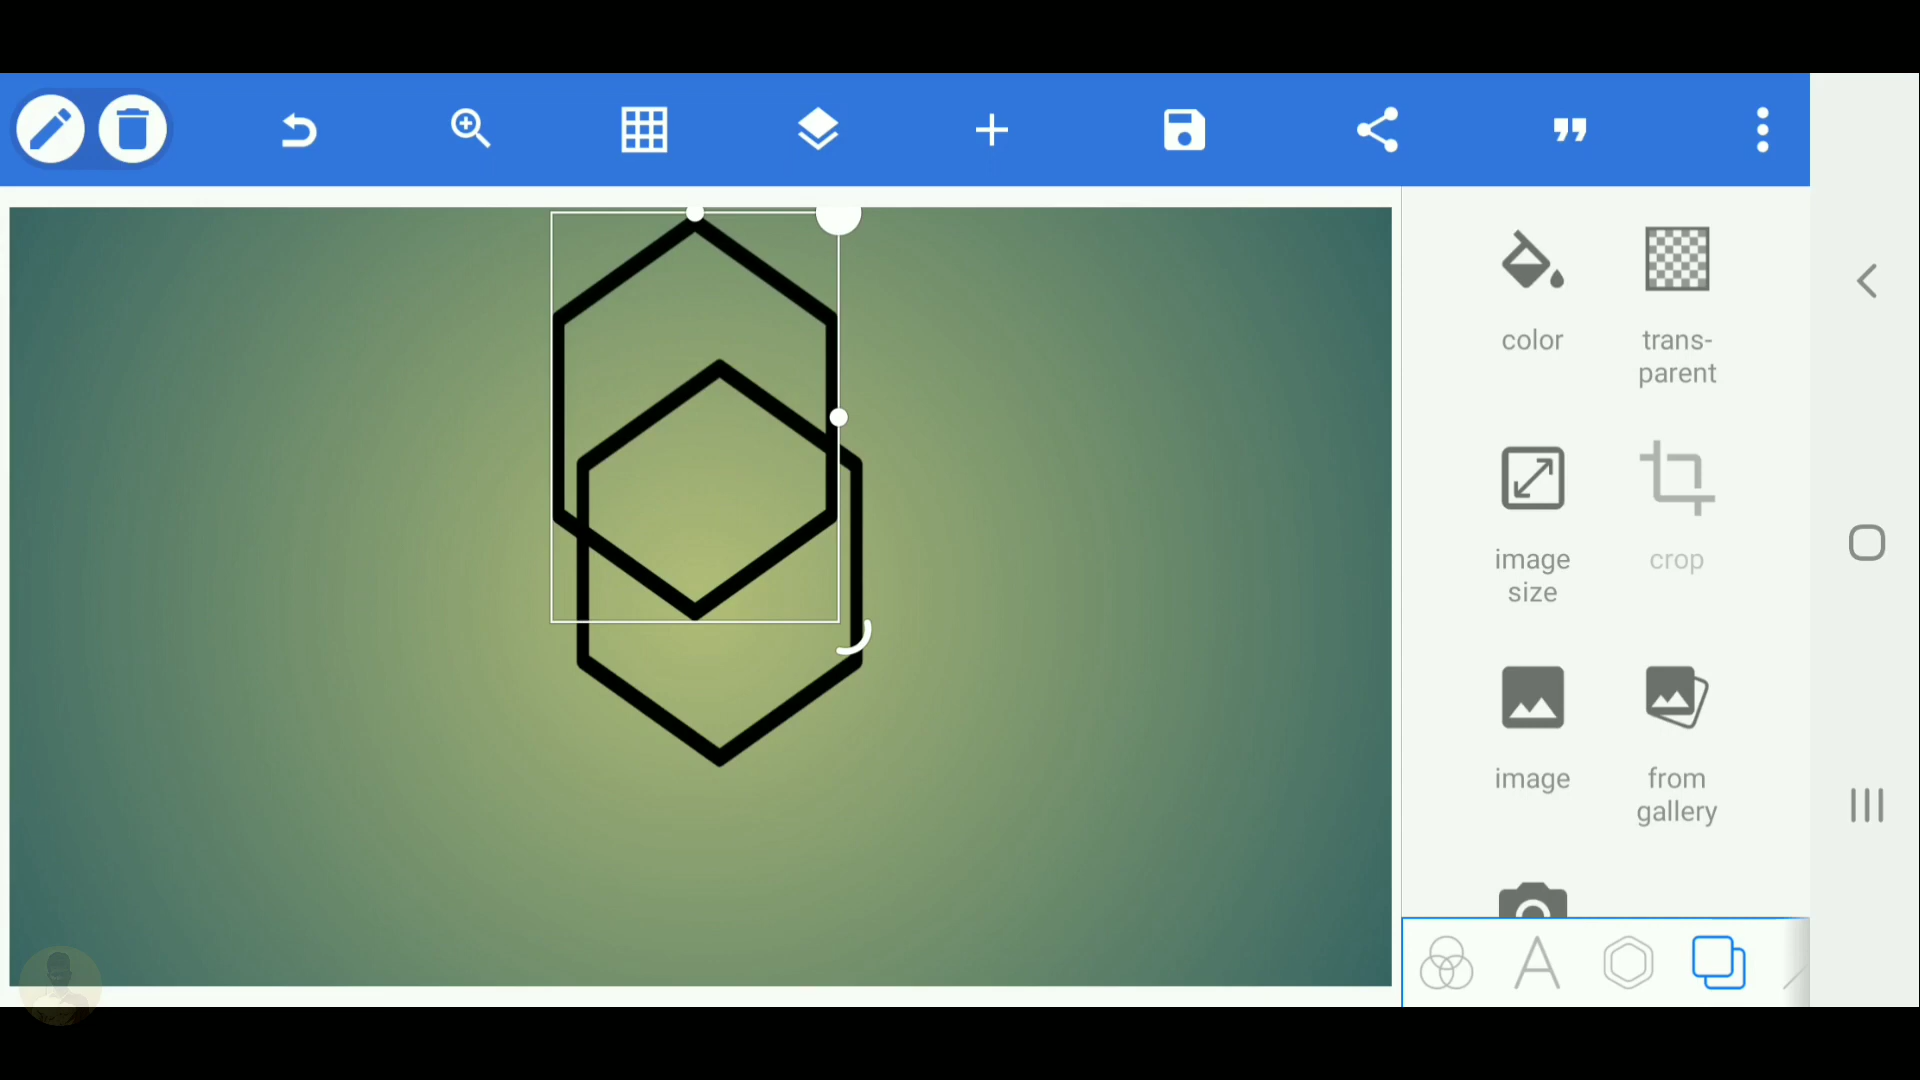 color
trans-
parent
image
size
crop
image
from
gallery